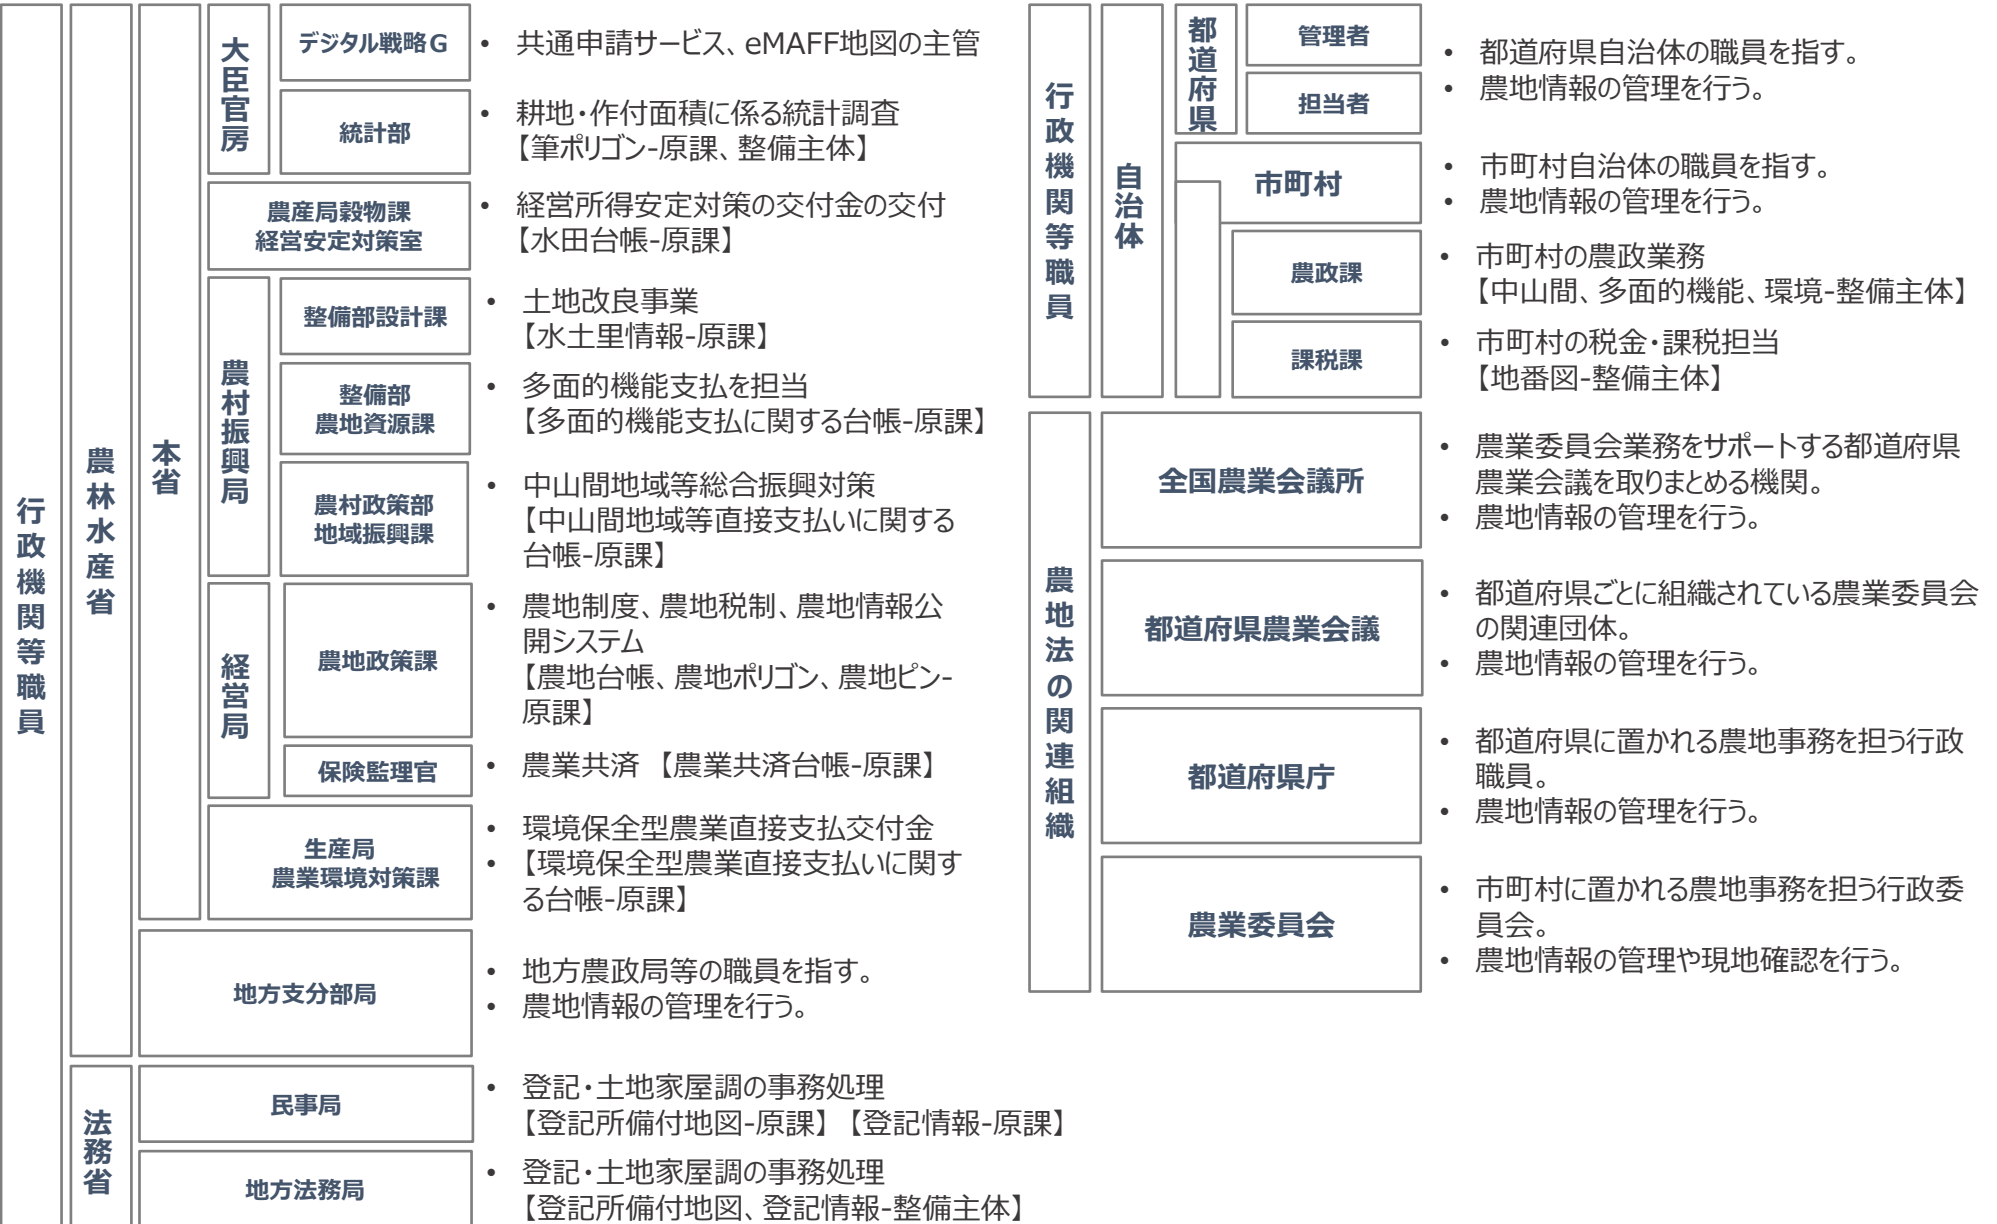 行政機関等職員
農林水産省
本省
大臣官房
デジタル戦略G
• 共通申請サービス、eMAFF地図の主管
統計部
• 耕地・作付面積に係る統計調査
【筆ポリゴン-原課、整備主体】
農産局穀物課
経営安定対策室
• 経営所得安定対策の交付金の交付
【水田台帳-原課】
農村振興局
整備部設計課
• 土地改良事業
【水土里情報-原課】
整備部
農地資源課
• 多面的機能支払を担当
【多面的機能支払に関する台帳-原課】
農村政策部
地域振興課
• 中山間地域等総合振興対策
【中山間地域等直接支払いに関する
台帳-原課】
経営局
農地政策課
• 農地制度、農地税制、農地情報公
開システム
【農地台帳、農地ポリゴン、農地ピン-
原課】
保険監理官
• 農業共済 【農業共済台帳-原課】
生産局
農業環境対策課
• 環境保全型農業直接支払交付金
• 【環境保全型農業直接支払いに関す
る台帳-原課】
地方支分部局
• 地方農政局等の職員を指す。
• 農地情報の管理を行う。
法務省
民事局
• 登記・土地家屋調の事務処理
【登記所備付地図-原課】【登記情報-原課】
地方法務局
• 登記・土地家屋調の事務処理
【登記所備付地図、登記情報-整備主体】
行政機関等職員
自治体
都道府県
管理者
担当者
• 都道府県自治体の職員を指す。
• 農地情報の管理を行う。
市町村
• 市町村自治体の職員を指す。
• 農地情報の管理を行う。
農政課
• 市町村の農政業務
【中山間、多面的機能、環境-整備主体】
課税課
• 市町村の税金・課税担当
【地番図-整備主体】
農地法の関連組織
全国農業会議所
• 農業委員会業務をサポートする都道府県
農業会議を取りまとめる機関。
• 農地情報の管理を行う。
都道府県農業会議
• 都道府県ごとに組織されている農業委員会
の関連団体。
• 農地情報の管理を行う。
都道府県庁
• 都道府県に置かれる農地事務を担う行政
職員。
• 農地情報の管理を行う。
農業委員会
• 市町村に置かれる農地事務を担う行政委
員会。
• 農地情報の管理や現地確認を行う。